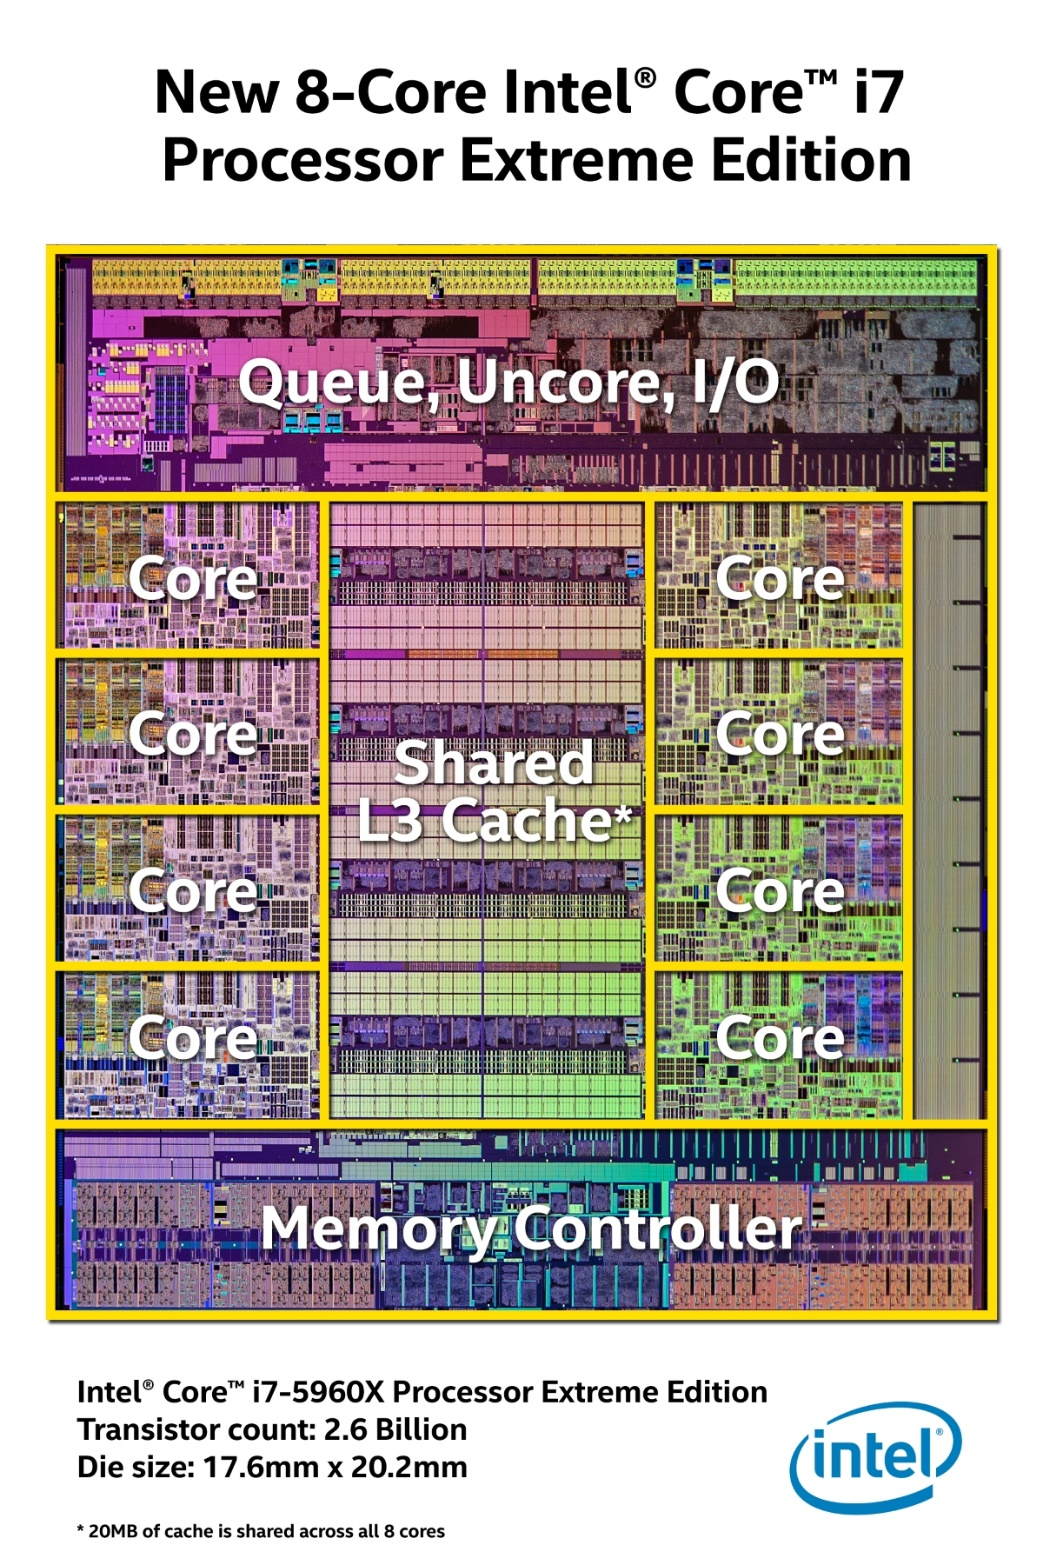 New 8-Core Intel® Core™ i7
Processor Extreme Edition
Queue, Uncore, I/O
Core
Core
Core
Core
Shared
L3 Cache*
Core
Core
Core
Core
Memory Controller
Intel® Core™ i7-5960X Processor Extreme Edition
Transistor count: 2.6 Billion
Die size: 17.6mm x 20.2mm
intel®
* 20MB of cache is shared across all 8 cores